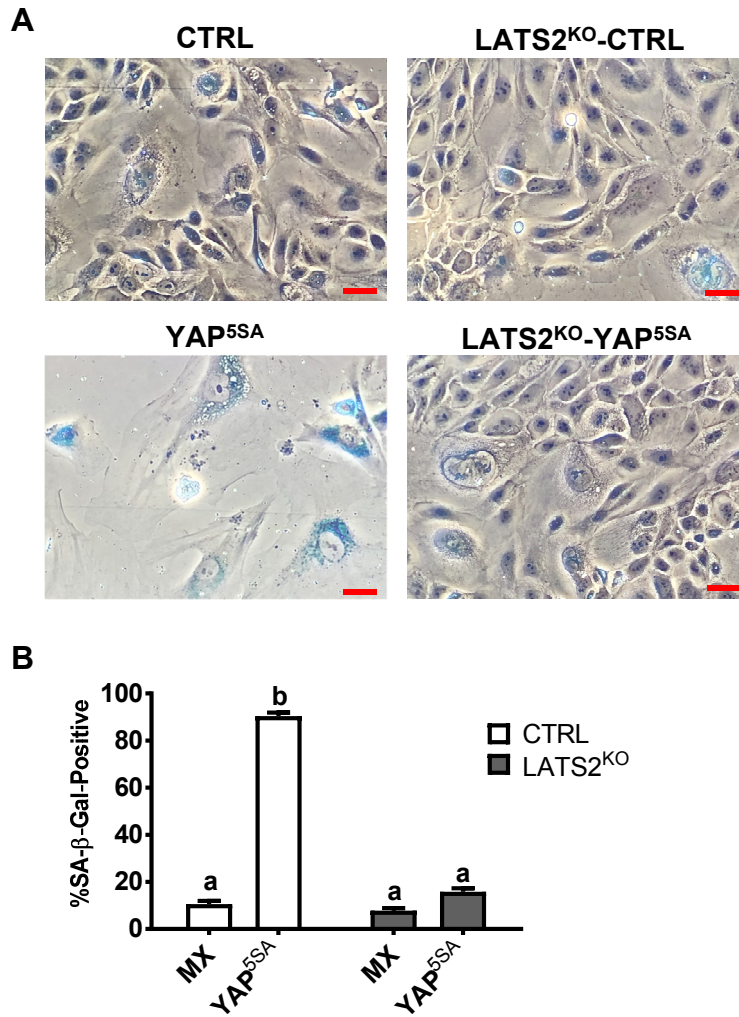 A
CTRL
LATS2KO-CTRL
YAP5SA
LATS2KO-YAP5SA
B
%SA-β-Gal-Positive
100
80
60
40
20
0
a
b
a
a
MX
YAP5SA
MX
YAP5SA
CTRL
LATS2KO